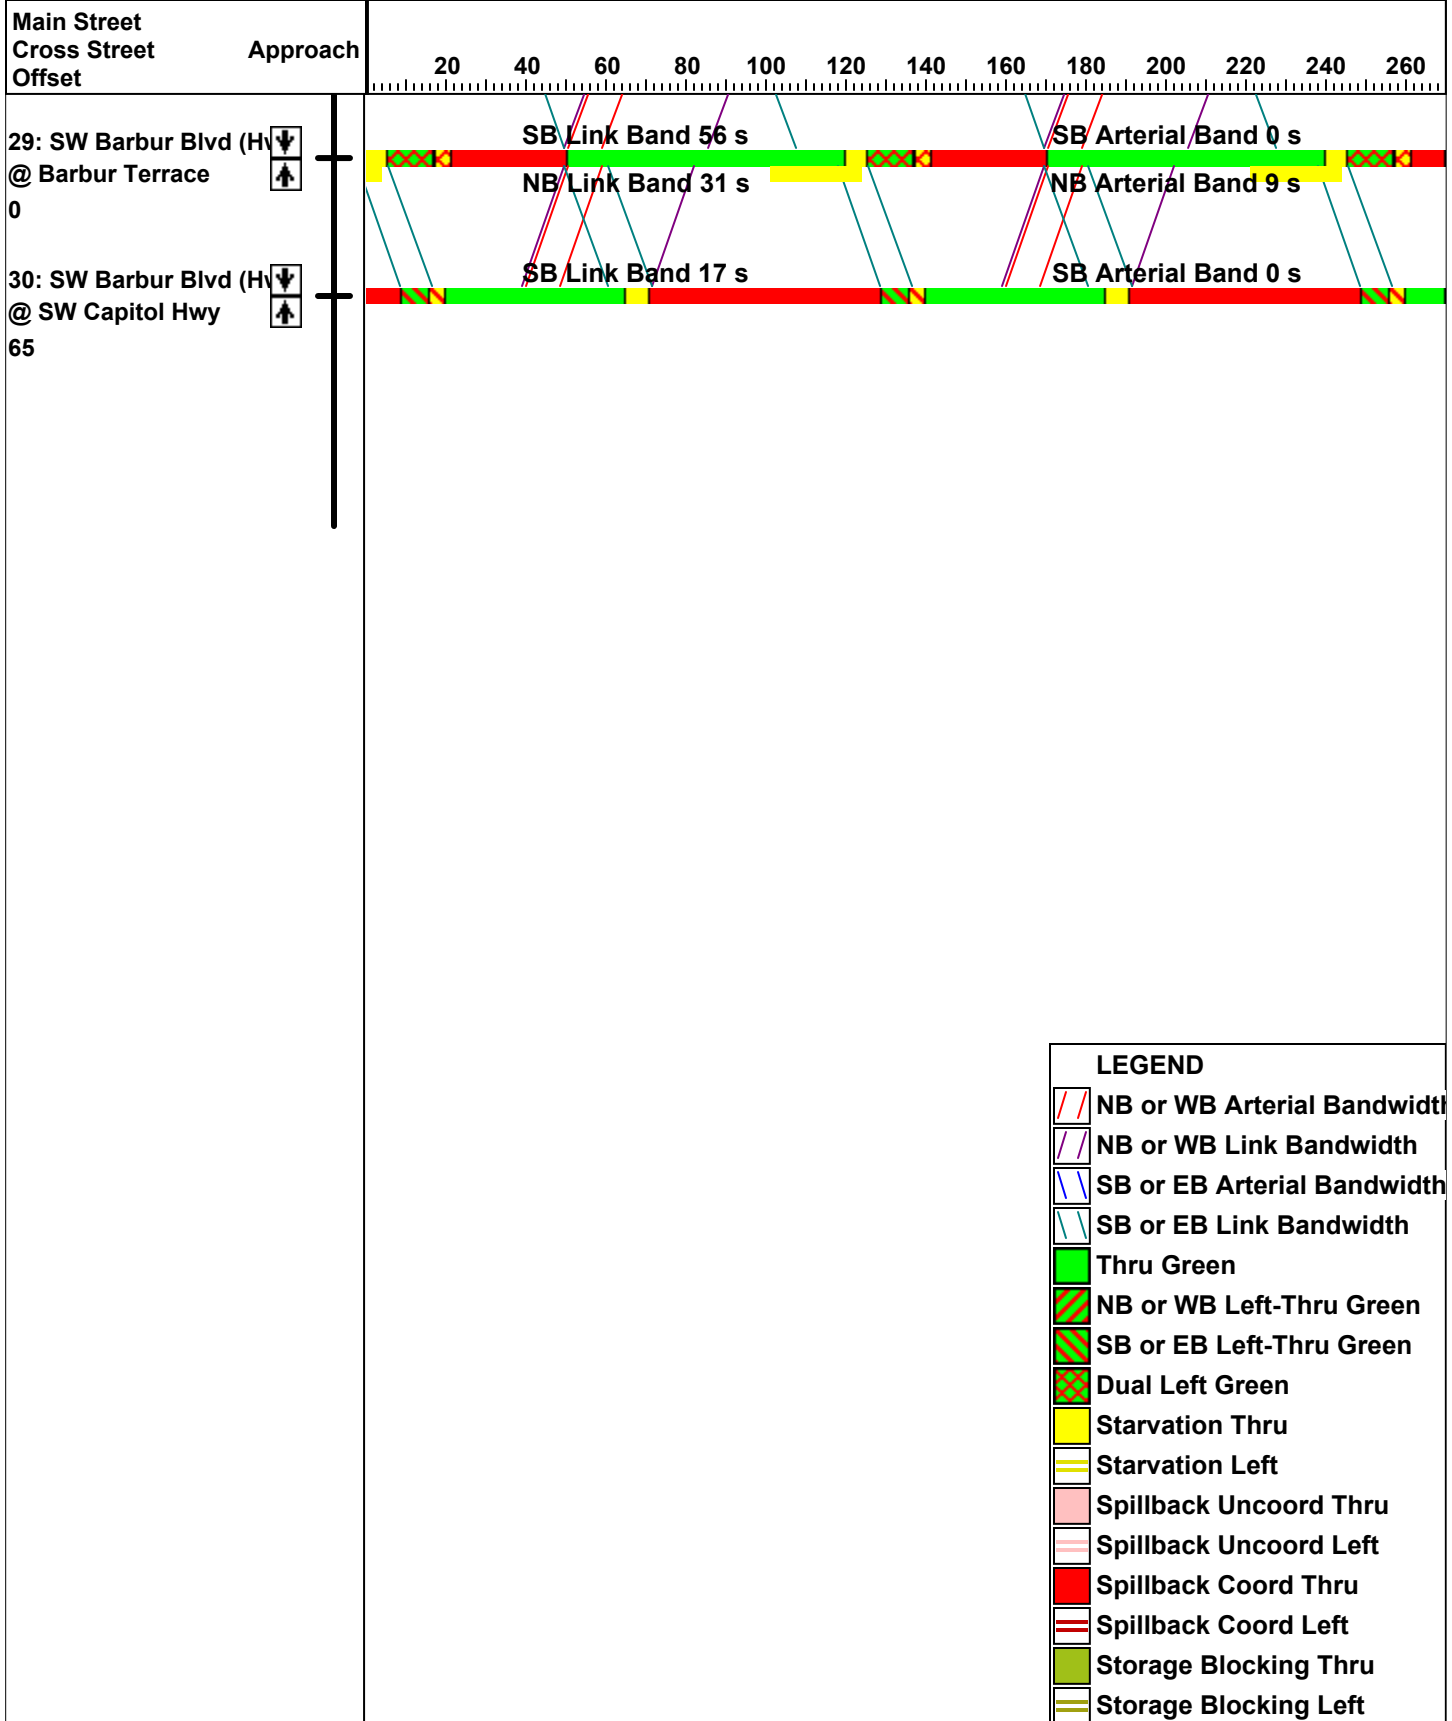 Main Street
Cross Street Approach
Offset
20 40 60 80 100 120 140 160 180 200 220 240 260
29: SW Barbur Blvd (Hw
@ Barbur Terrace
0
SB Link Band 56 s SB Arterial Band 0 s
NB Link Band 31 s NB Arterial Band 9 s
30: SW Barbur Blvd (Hw
@ SW Capitol Hwy
65
SB Link Band 17 s SB Arterial Band 0 s
LEGEND
NB or WB Arterial Bandwidth
NB or WB Link Bandwidth
SB or EB Arterial Bandwidth
SB or EB Link Bandwidth
Thru Green
NB or WB Left-Thru Green
SB or EB Left-Thru Green
Dual Left Green
Starvation Thru
Starvation Left
Spillback Uncoord Thru
Spillback Uncoord Left
Spillback Coord Thru
Spillback Coord Left
Storage Blocking Thru
Storage Blocking Left